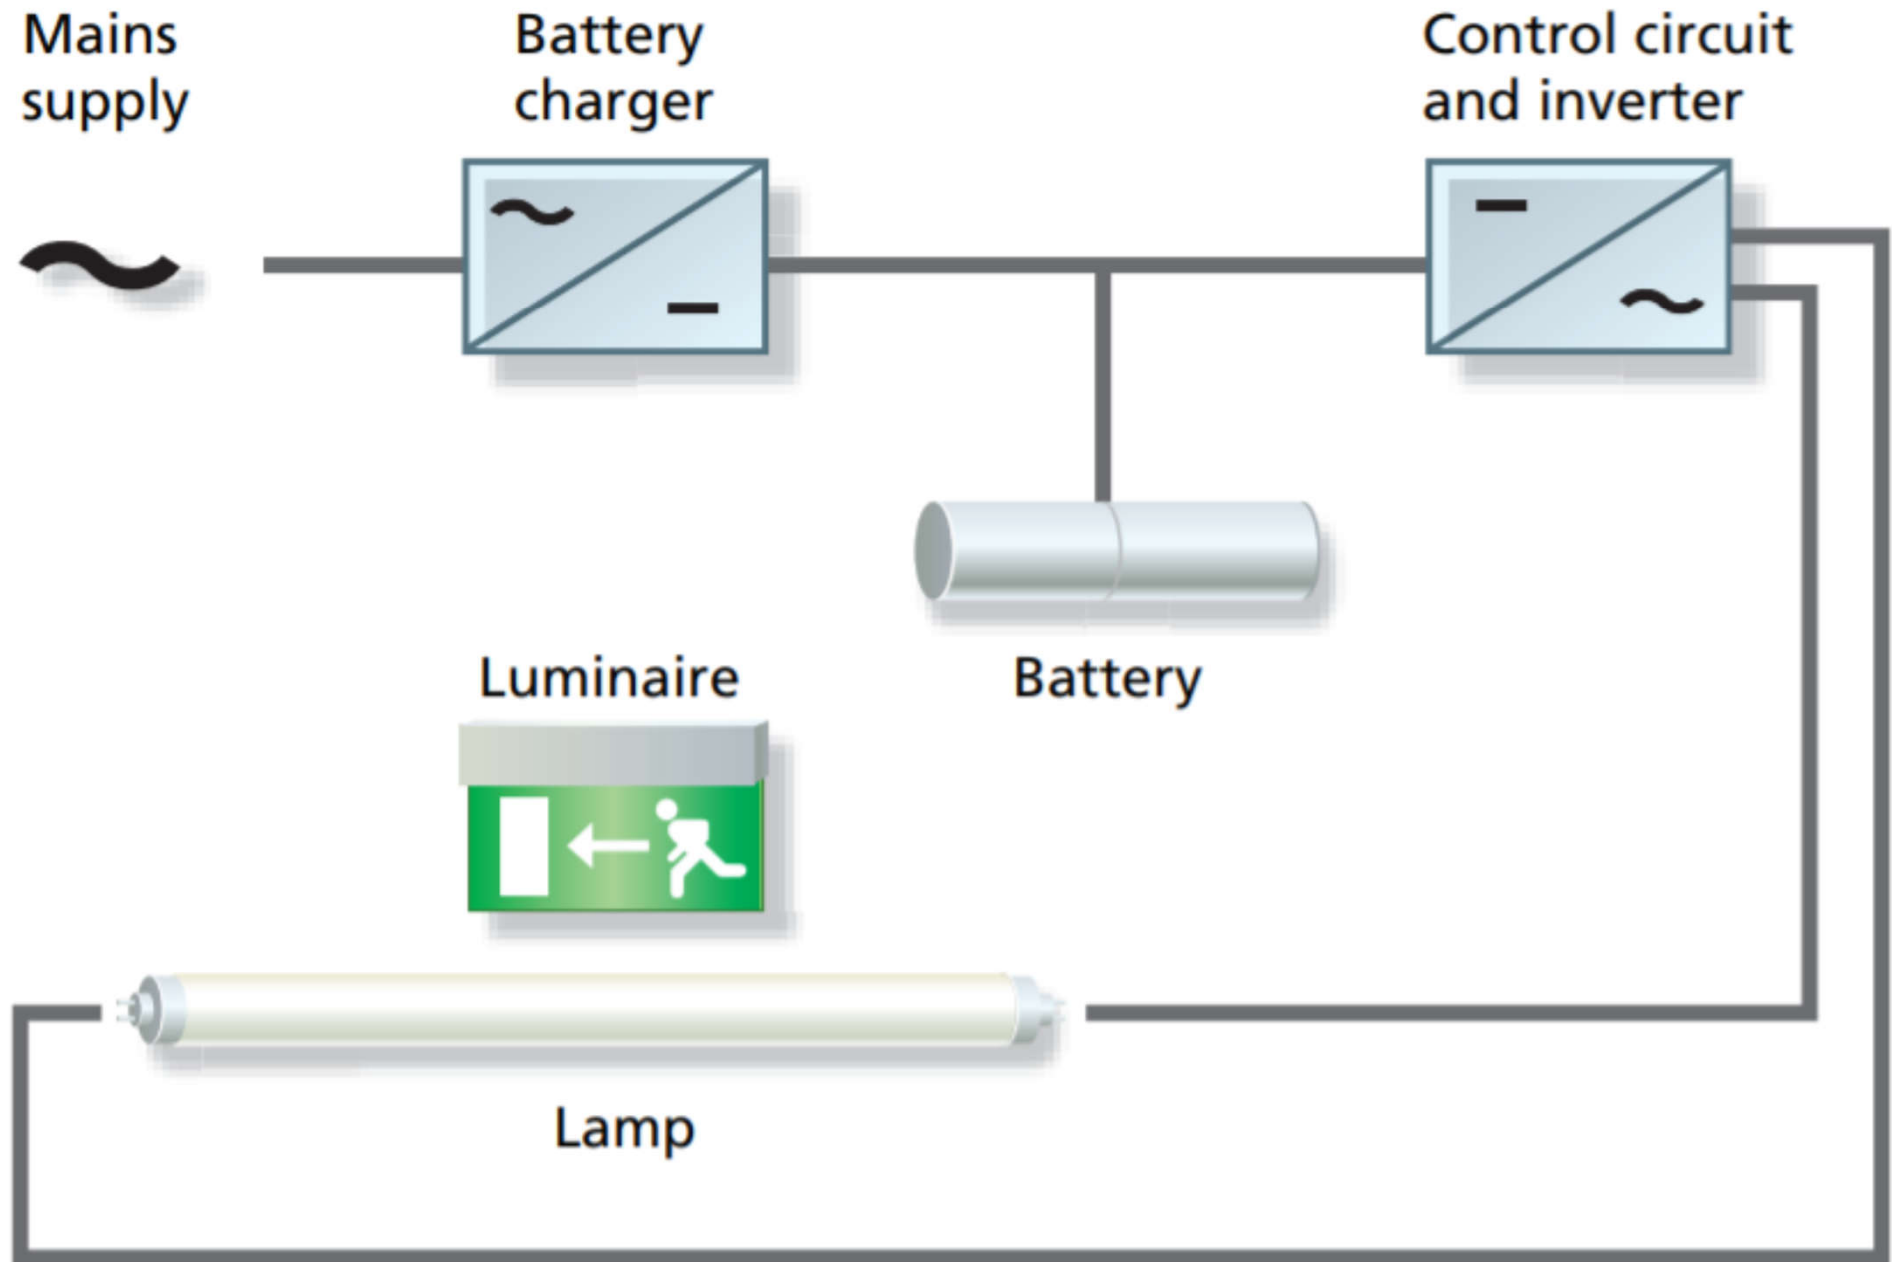 Mains
supply
Battery
charger
Control circuit
and inverter
Luminaire
Battery
Lamp